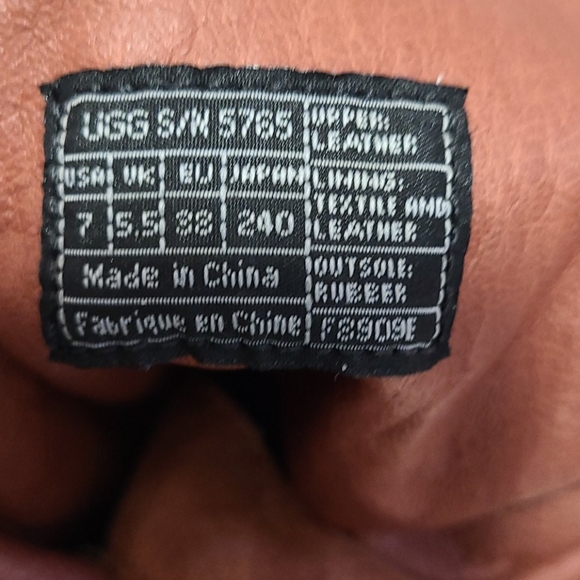 UGG S/N 5765
USA UK EU JAPAN
7 5.5 38 240
Made in China
Fabrique en Chine
UPPER:
LEATHER
LINING:
TEXTILE AND
LEATHER
OUTSOLE:
RUBBER
F8909E